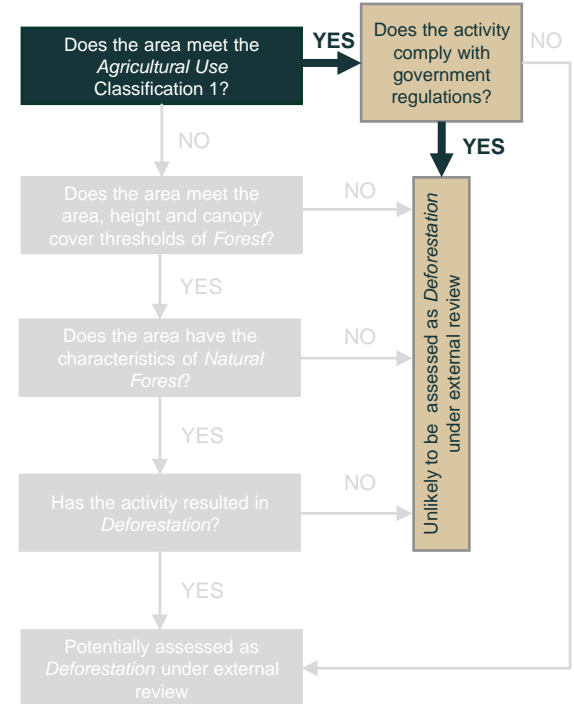 Does the area meet the
Agricultural Use
Classification 1?
YES
Does the activity
comply with
government
regulations?
NO
NO
YES
Does the area meet the
area, height and canopy
cover thresholds of Forest?
NO
YES
Does the area have the
characteristics of Natural
Forest?
NO
YES
Has the activity resulted in
Deforestation?
NO
YES
Unlikely to be assessed as Deforestation
under external review
Potentially assessed as
Deforestation under external
review